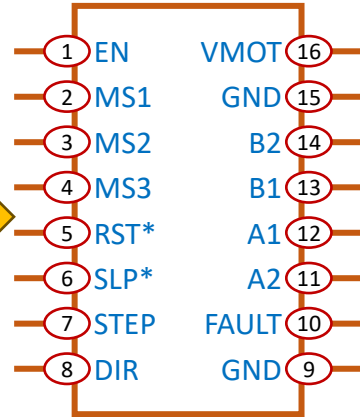 1 EN VMOT 16
2 MS1 GND 15
3 MS2 B2 14
4 MS3 B1 13
5 RST* A1 12
6 SLP* A2 11
7 STEP FAULT 10
8 DIR GND 9